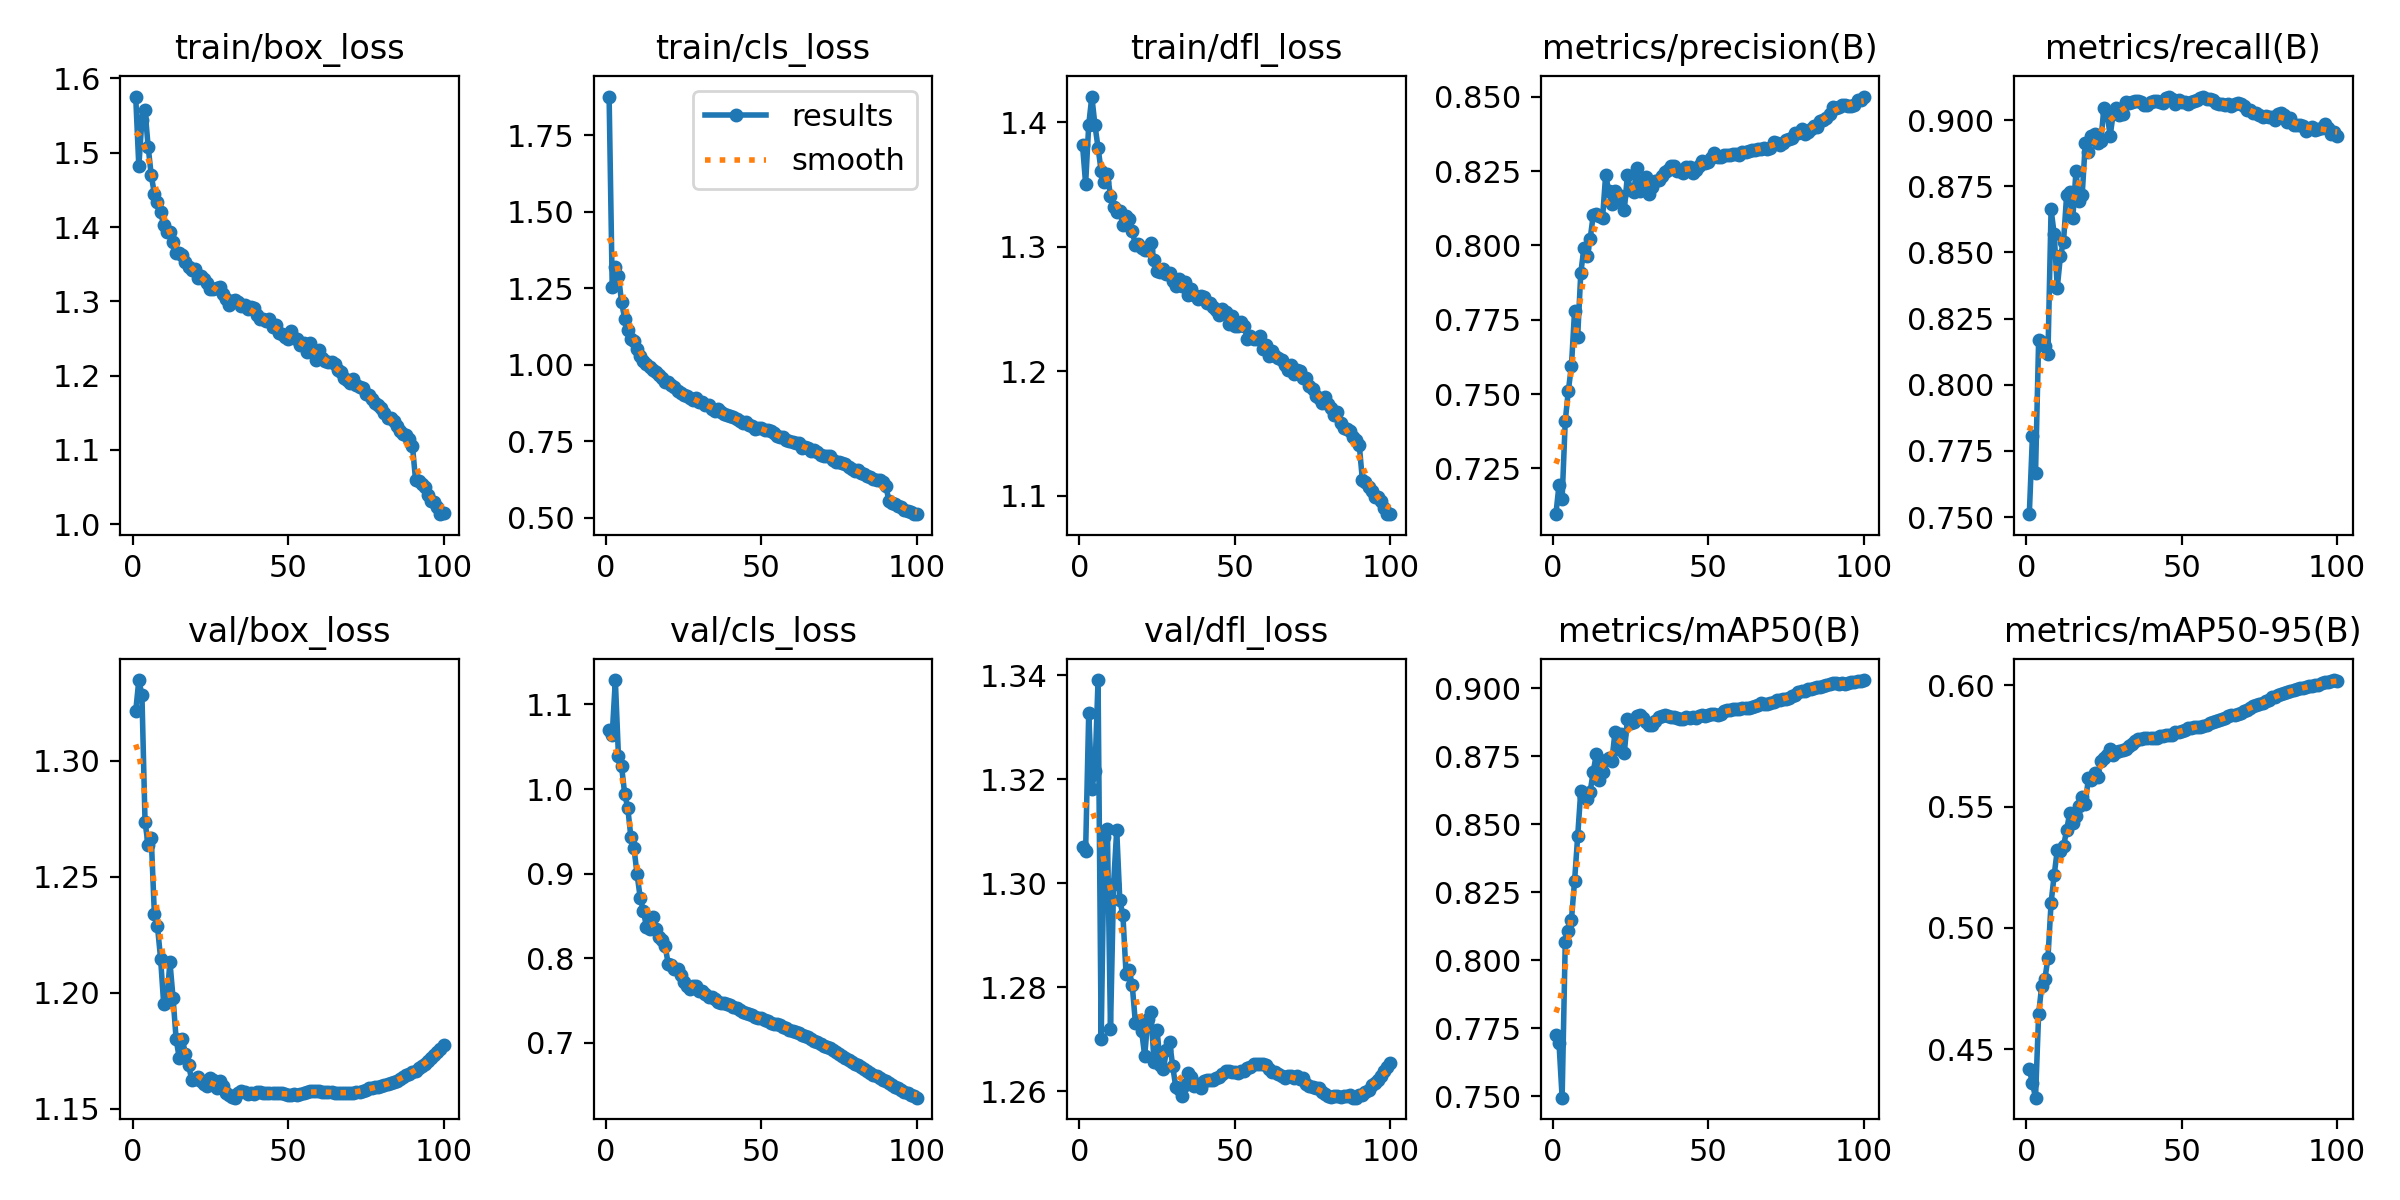 train/box_loss
1.6
1.5
1.4
1.3
1.2
1.1
1.0
0 50 100
train/cls_loss
results
smooth
1.75
1.50
1.25
1.00
0.75
0.50
0 50 100
train/dfl_loss
1.4
1.3
1.2
1.1
0 50 100
metrics/precision(B)
0.850
0.825
0.800
0.775
0.750
0.725
0 50 100
metrics/recall(B)
0.900
0.875
0.850
0.825
0.800
0.775
0.750
0 50 100
val/box_loss
1.30
1.25
1.20
1.15
0 50 100
val/cls_loss
1.1
1.0
0.9
0.8
0.7
0 50 100
val/dfl_loss
1.34
1.32
1.30
1.28
1.26
0 50 100
metrics/mAP50(B)
0.900
0.875
0.850
0.825
0.800
0.775
0.750
0 50 100
metrics/mAP50-95(B)
0.60
0.55
0.50
0.45
0 50 100